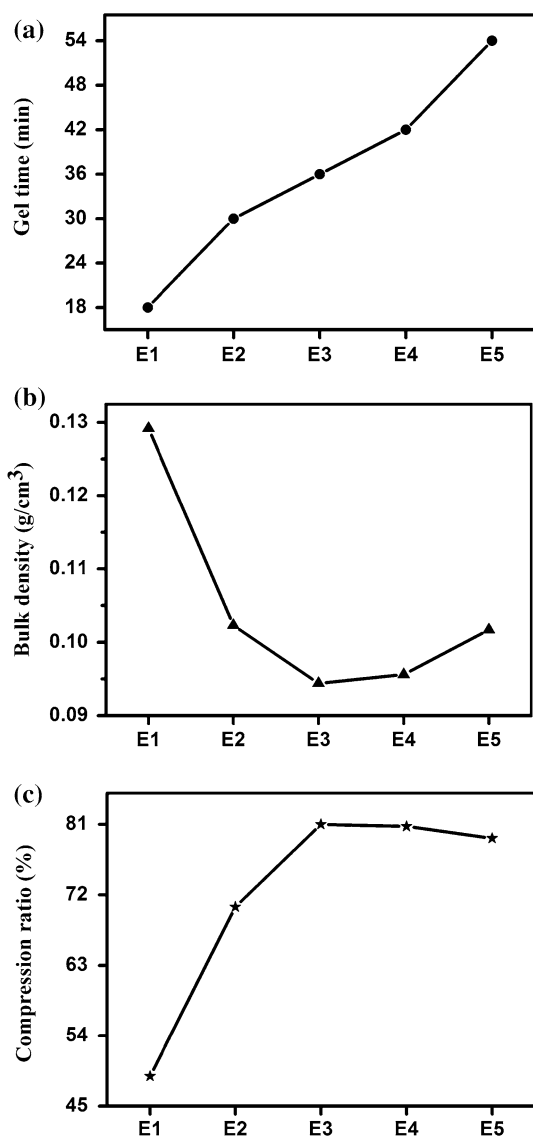 (a)
Gel time (min)
54
48
42
36
30
24
18
E1 E2 E3 E4 E5
(b)
Bulk density (g/cm³)
0.13
0.12
0.11
0.10
0.09
E1 E2 E3 E4 E5
(c)
Compression ratio (%)
81
72
63
54
45
E1 E2 E3 E4 E5